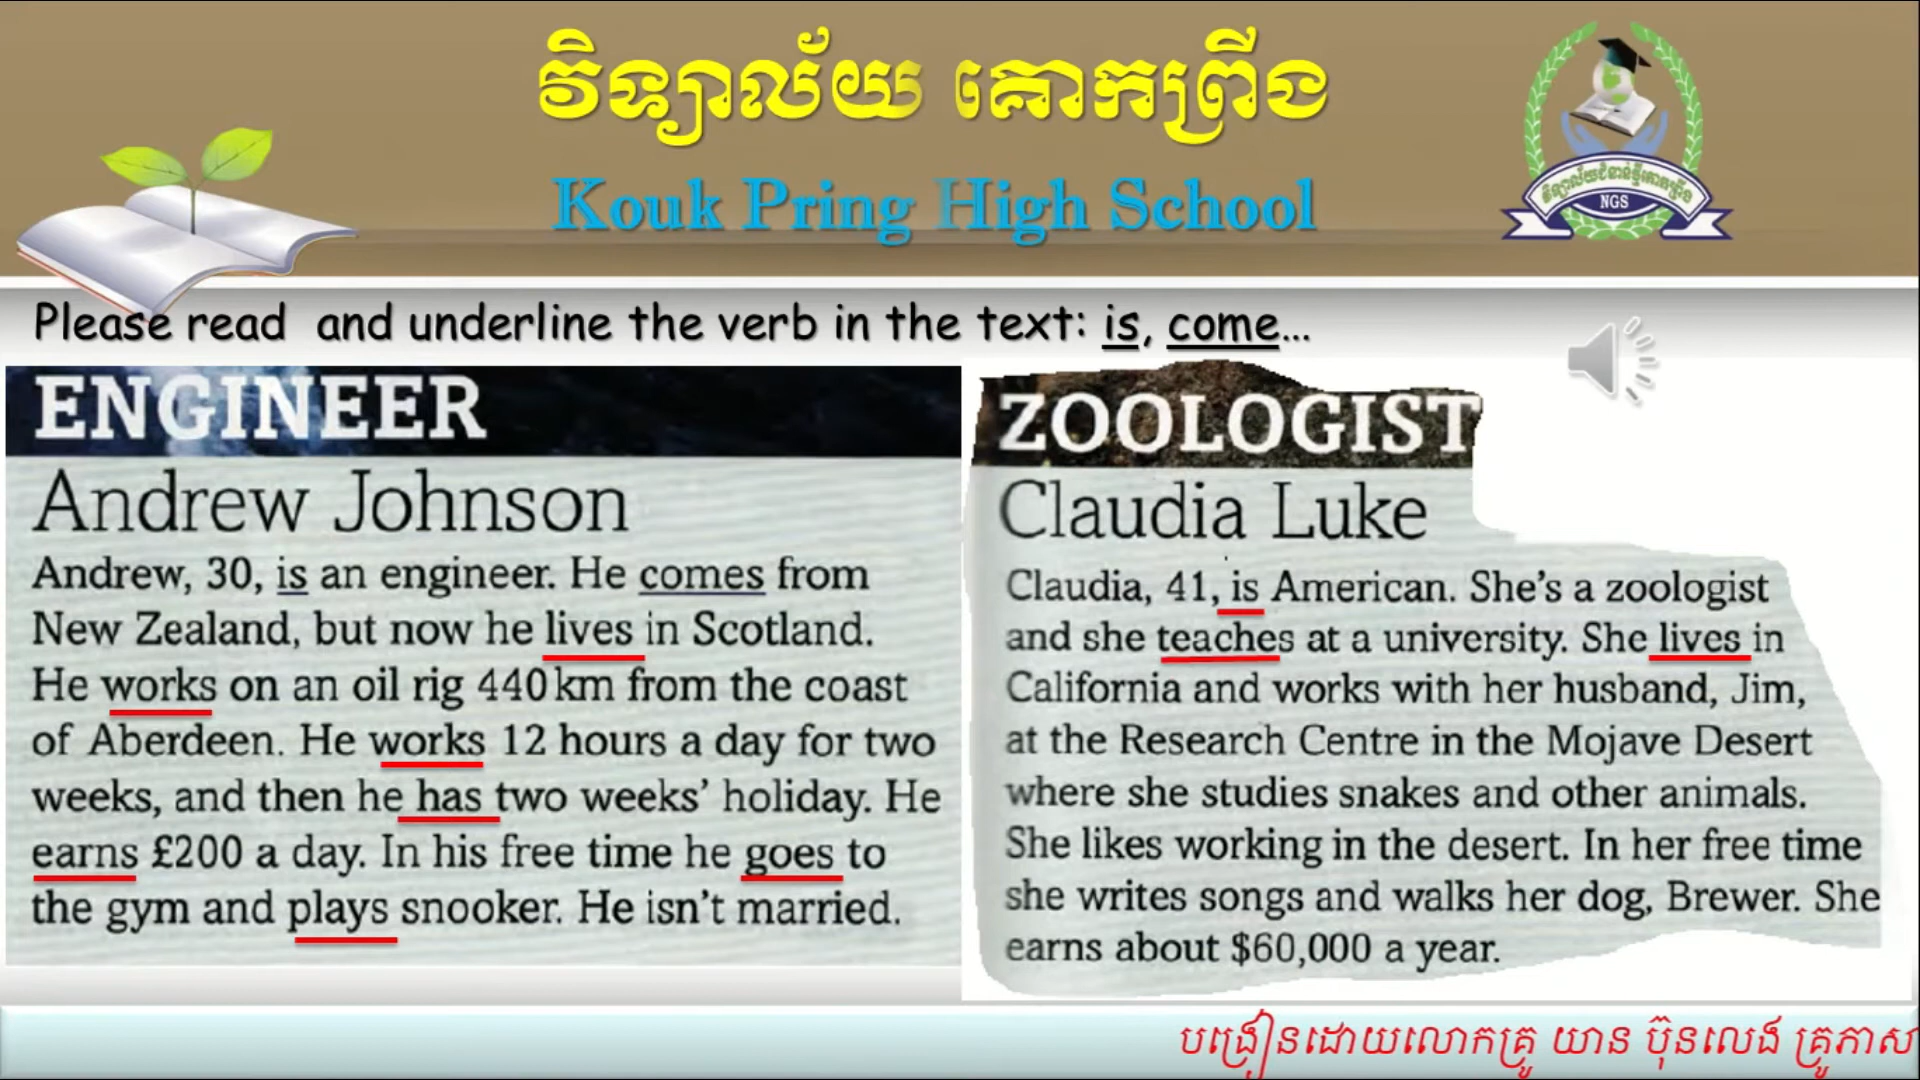 វិទ្យាល័យ គោកព្រីង
Kouk Pring High School
NGS
Please read and underline the verb in the text: is, come...
ENGINEER
Andrew Johnson
Andrew, 30, is an engineer. He comes from
New Zealand, but now he lives in Scotland.
He works on an oil rig 440 km from the coast
of Aberdeen. He works 12 hours a day for two
weeks, and then he has two weeks' holiday. He
earns £200 a day. In his free time he goes to
the gym and plays snooker. He isn't married.
ZOOLOGIST
Claudia Luke
Claudia, 41, is American. She's a zoologist
and she teaches at a university. She lives in
California and works with her husband, Jim,
at the Research Centre in the Mojave Desert
where she studies snakes and other animals.
She likes working in the desert. In her free time
she writes songs and walks her dog, Brewer. She
earns about $60,000 a year.
បង្រៀនដោយលោកគ្រូ យាន ប៊ុនលេង គ្រូភាសា